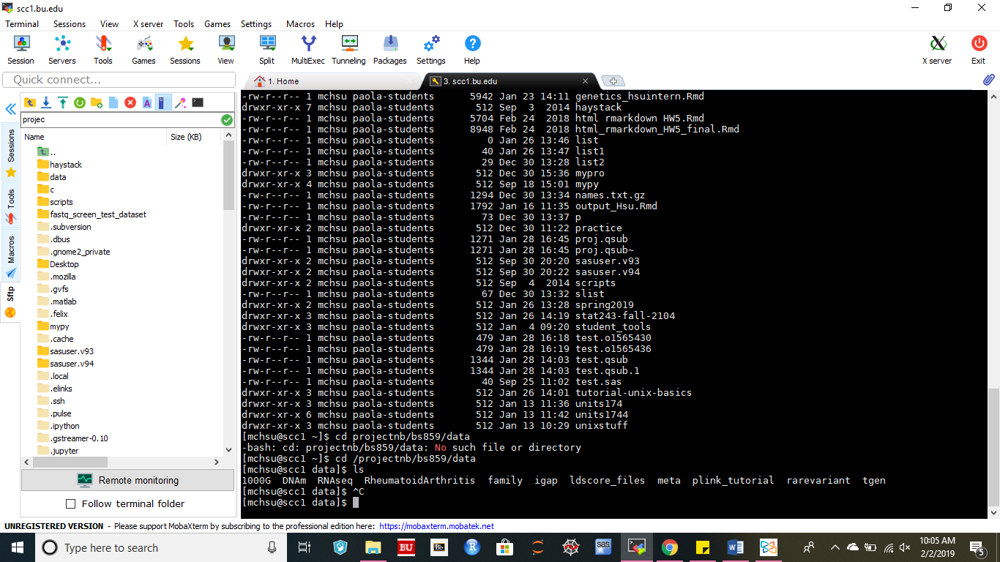 scc1.bu.edu
Terminal Sessions View X server Tools Games Settings Macros Help
Session Servers Tools Games Sessions View Split MultiExec Tunneling Packages Settings Help X server Exit
Quick connect...
1. Home
3. scc1.bu.edu
Sessions
Tools
Macros
Sftp
projec
Name Size (KB)
..
haystack
data
c
scripts
fastq_screen_test_dataset
.subversion
.dbus
.gnome2_private
Desktop
.mozilla
.gvfs
.matlab
.felix
mypy
.cache
sasuser.v93
sasuser.v94
.local
.elinks
.ssh
.pulse
.ipython
.gstreamer-0.10
.jupyter
Remote monitoring
Follow terminal folder
-rw-r--r-- 1 mchsu paola-students 5942 Jan 23 14:11 genetics_hsuintern.Rmd
drwxr-xr-x 7 mchsu paola-students 512 Sep 3 2014 haystack
-rw-r--r-- 1 mchsu paola-students 5704 Feb 24 2018 html rmarkdown HW5.Rmd
-rw-r--r-- 1 mchsu paola-students 8948 Feb 24 2018 html_rmarkdown_HW5_final.Rmd
-rw-r--r-- 1 mchsu paola-students 0 Jan 26 13:46 list
-rw-r--r-- 1 mchsu paola-students 40 Jan 26 13:47 list1
-rw-r--r-- 1 mchsu paola-students 29 Dec 30 13:28 list2
drwxr-xr-x 3 mchsu paola-students 512 Dec 30 15:36 mypro
drwxr-xr-x 4 mchsu paola-students 512 Sep 18 15:01 mypy
-rw-r--r-- 1 mchsu paola-students 1294 Dec 30 13:34 names.txt.gz
-rw-r--r-- 1 mchsu paola-students 1792 Jan 16 11:35 output_Hsu.Rmd
-rw-r--r-- 1 mchsu paola-students 73 Dec 30 13:37 p
drwxr-xr-x 2 mchsu paola-students 512 Dec 30 11:22 practice
-rw-r--r-- 1 mchsu paola-students 1271 Jan 28 16:45 proj.qsub
-rw-r--r-- 1 mchsu paola-students 1271 Jan 28 16:45 proj.qsub~
drwxr-xr-x 2 mchsu paola-students 512 Sep 30 20:20 sasuser.v93
drwxr-xr-x 2 mchsu paola-students 512 Sep 30 20:22 sasuser.v94
drwxr-xr-x 2 mchsu paola-students 512 Sep 4 2014 scripts
-rw-r--r-- 1 mchsu paola-students 67 Dec 30 13:32 slist
drwxr-xr-x 2 mchsu paola-students 512 Jan 26 13:28 spring2019
drwxr-xr-x 3 mchsu paola-students 512 Jan 26 14:19 stat243-fall-2104
drwxr-xr-x 3 mchsu paola-students 512 Jan 4 09:20 student_tools
-rw-r--r-- 1 mchsu paola-students 479 Jan 28 16:18 test.o1565430
-rw-r--r-- 1 mchsu paola-students 479 Jan 28 16:19 test.o1565436
-rw-r--r-- 1 mchsu paola-students 1344 Jan 28 14:03 test.qsub
-rw-r--r-- 1 mchsu paola-students 1344 Jan 28 14:03 test.qsub.1
-rw-r--r-- 1 mchsu paola-students 40 Sep 25 11:02 test.sas
drwxr-xr-x 3 mchsu paola-students 512 Jan 26 14:01 tutorial-unix-basics
drwxr-xr-x 3 mchsu paola-students 512 Jan 13 11:36 units174
drwxr-xr-x 6 mchsu paola-students 512 Jan 13 11:42 units1744
drwxr-xr-x 3 mchsu paola-students 512 Jan 13 10:29 unixstuff
[mchsu@scc1 ~]$ cd projectnb/bs859/data
-bash: cd: projectnb/bs859/data: No such file or directory
[mchsu@scc1 ~]$ cd /projectnb/bs859/data
[mchsu@scc1 data]$ ls
1000G DNAm RNAseq RheumatoidArthritis family igap ldscore_files meta plink_tutorial rarevariant tgen
[mchsu@scc1 data]$ ^C
[mchsu@scc1 data]$
UNREGISTERED VERSION - Please support MobaXterm by subscribing to the professional edition here: https://mobaxterm.mobatek.net
Type here to search
BU
Bb
R
sas
W
10:05 AM
2/2/2019
5